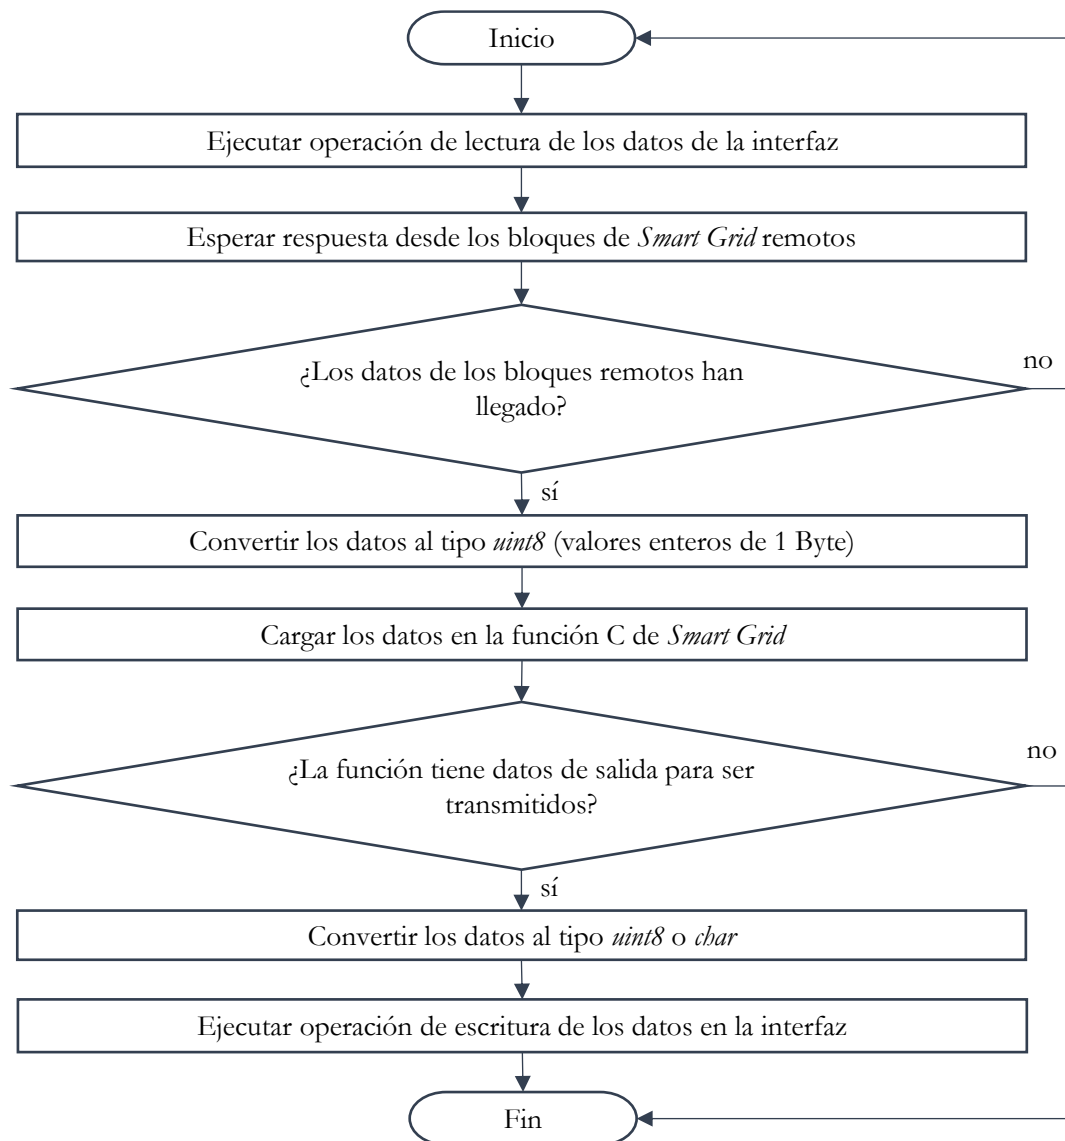 Inicio
Ejecutar operación de lectura de los datos de la interfaz
Esperar respuesta desde los bloques de Smart Grid remotos
¿Los datos de los bloques remotos han
llegado?
no
sí
Convertir los datos al tipo uint8 (valores enteros de 1 Byte)
Cargar los datos en la función C de Smart Grid
¿La función tiene datos de salida para ser
transmitidos?
no
sí
Convertir los datos al tipo uint8 o char
Ejecutar operación de escritura de los datos en la interfaz
Fin